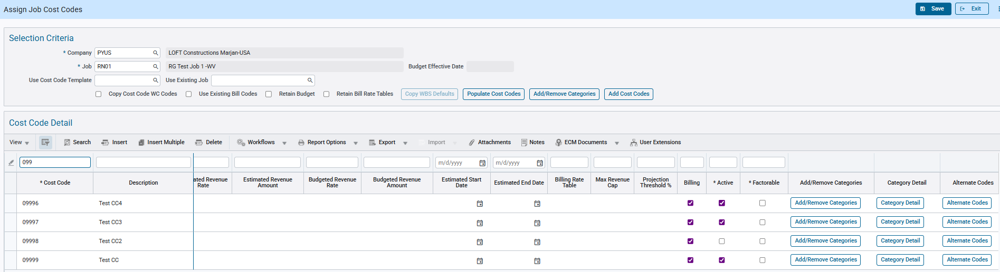 Assign Job Cost Codes
Save
Exit
Selection Criteria
* Company PYUS LOFT Constructions Marjan-USA
* Job RN01 RG Test Job 1 -WV Budget Effective Date
Use Cost Code Template Use Existing Job
Copy Cost Code WC Codes Use Existing Bill Codes Retain Budget Retain Bill Rate Tables Copy WBS Defaults Populate Cost Codes Add/Remove Categories Add Cost Codes
Cost Code Detail
View Search Insert Insert Multiple Delete Workflows Report Options Export Import Attachments Notes ECM Documents User Extensions
099 m/d/yyyy m/d/yyyy
* Cost Code Description ated Revenue Rate Estimated Revenue Amount Budgeted Revenue Rate Budgeted Revenue Amount Estimated Start Date Estimated End Date Billing Rate Table Max Revenue Cap Projection Threshold % Billing * Active * Factorable Add/Remove Categories Category Detail Alternate Codes
09996 Test CC4 Add/Remove Categories Category Detail Alternate Codes
09997 Test CC3 Add/Remove Categories Category Detail Alternate Codes
09998 Test CC2 Add/Remove Categories Category Detail Alternate Codes
09999 Test CC Add/Remove Categories Category Detail Alternate Codes